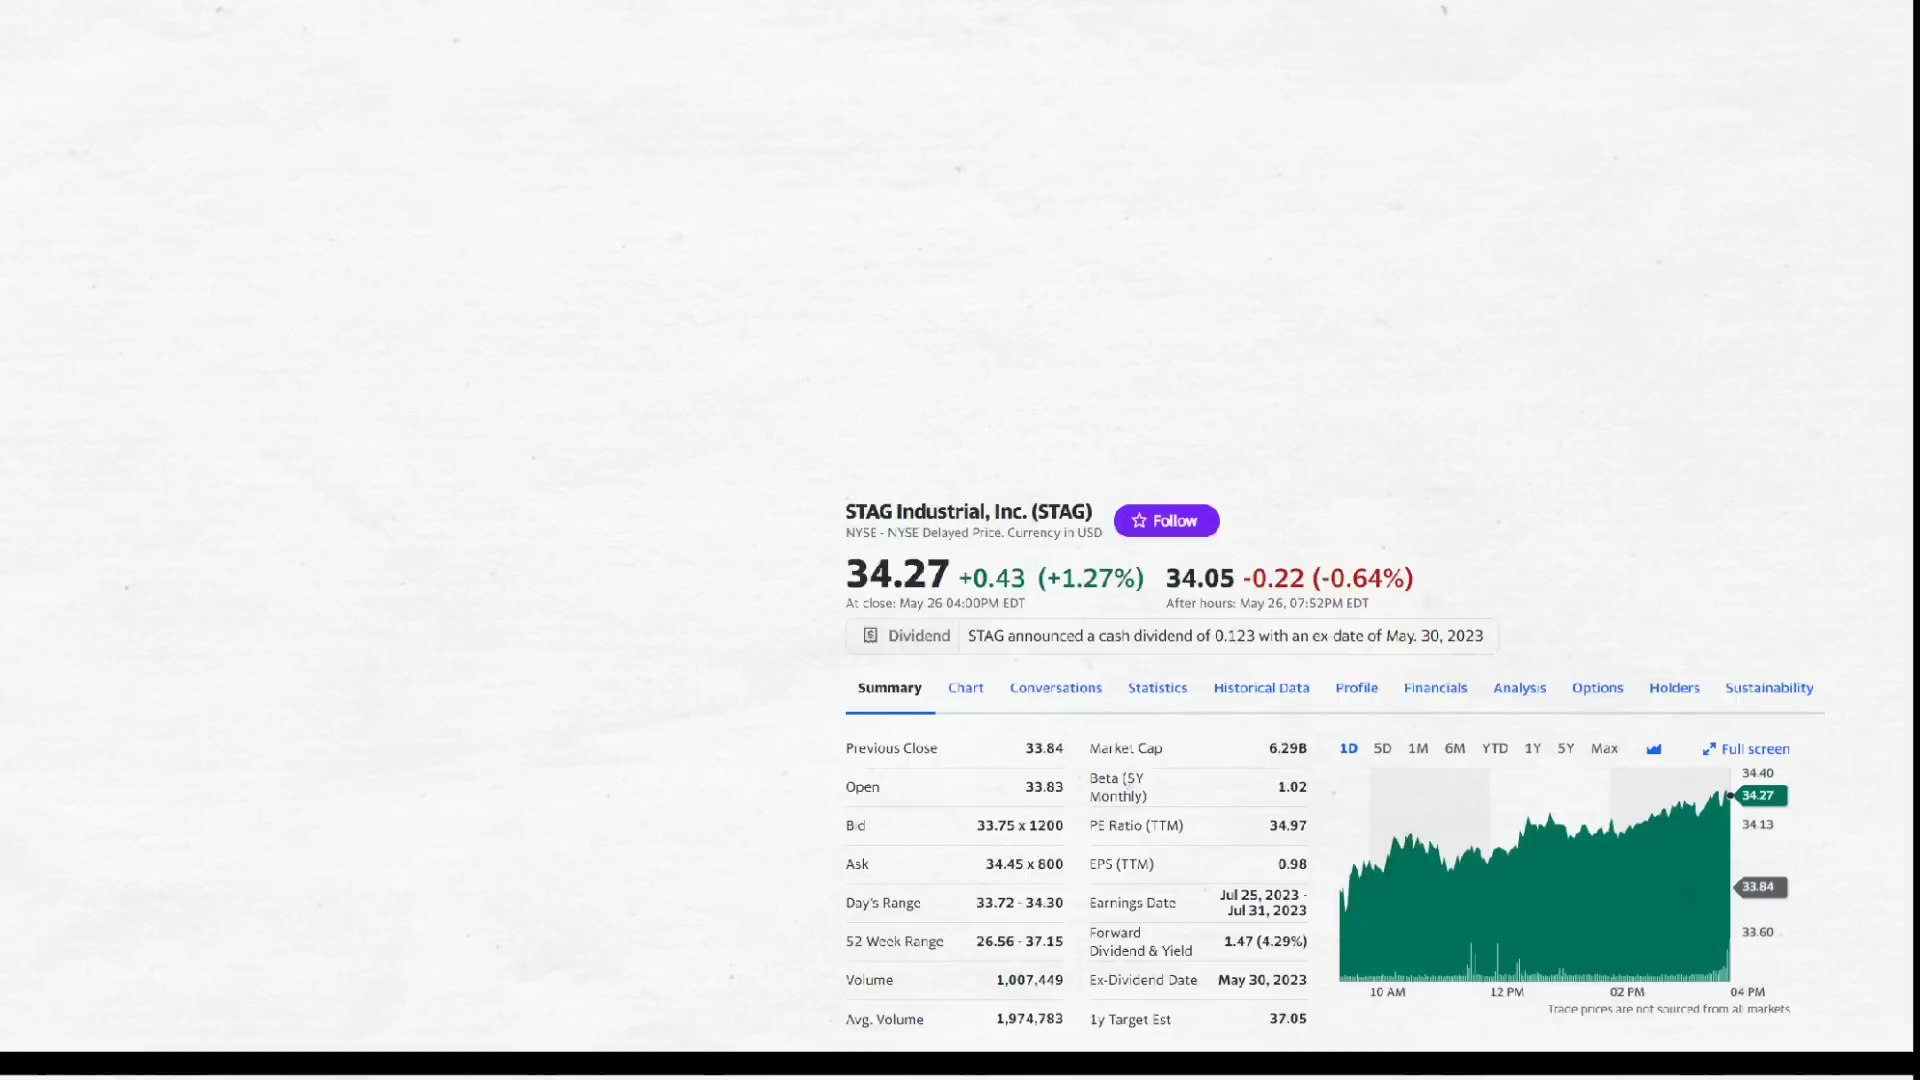 STAG Industrial, Inc. (STAG)
Follow
NYSE - NYSE Delayed Price. Currency in USD
34.27 +0.43 (+1.27%) 34.05 -0.22 (-0.64%)
At close: May 26 04:00PM EDT After hours: May 26, 07:52PM EDT
Dividend STAG announced a cash dividend of 0.123 with an ex-date of May. 30, 2023
Summary Chart Conversations Statistics Historical Data Profile Financials Analysis Options Holders Sustainability
Previous Close 33.84
Open 33.83
Bid 33.75 x 1200
Ask 34.45 x 800
Day's Range 33.72 - 34.30
52 Week Range 26.56 - 37.15
Volume 1,007,449
Avg. Volume 1,974,783
Market Cap 6.29B
Beta (5Y
Monthly) 1.02
PE Ratio (TTM) 34.97
EPS (TTM) 0.98
Earnings Date Jul 25, 2023 -
Jul 31, 2023
Forward
Dividend & Yield 1.47 (4.29%)
Ex-Dividend Date May 30, 2023
1y Target Est 37.05
1D 5D 1M 6M YTD 1Y 5Y Max Full screen
34.40
34.27
34.13
33.84
33.60
10 AM 12 PM 02 PM 04 PM
Trade prices are not sourced from all markets